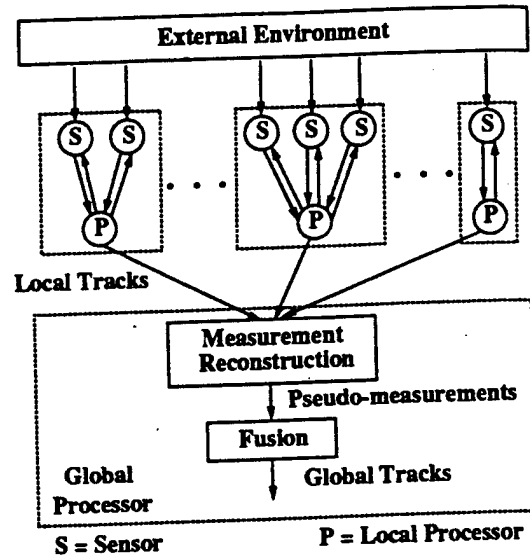 External Environment
S S S S S S
P P P
Local Tracks
Measurement
Reconstruction
Pseudo-measurements
Fusion
Global Tracks
Global
Processor
S = Sensor P = Local Processor